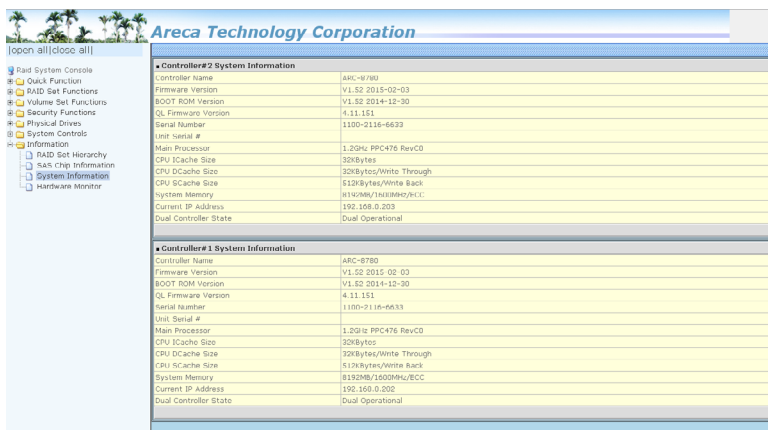 Areca Technology Corporation
|open all|close all|
Raid System Console
Quick Function
RAID Set Functions
Volume Set Functions
Security Functions
Physical Drives
System Controls
Information
RAID Set Hierarchy
SAS Chip Information
System Information
Hardware Monitor
Controller#2 System Information
Controller Name ARC-8780
Firmware Version V1.52 2015-02-03
BOOT ROM Version V1.52 2014-12-30
QL Firmware Version 4.11.151
Serial Number 1100-2116-6633
Unit Serial #
Main Processor 1.2GHz PPC476 RevC0
CPU ICache Size 32KBytes
CPU DCache Size 32KBytes/Write Through
CPU SCache Size 512KBytes/Write Back
System Memory 8192MB/1600MHz/ECC
Current IP Address 192.168.0.203
Dual Controller State Dual Operational
Controller#1 System Information
Controller Name ARC-8780
Firmware Version V1.52 2015-02-03
BOOT ROM Version V1.52 2014-12-30
QL Firmware Version 4.11.151
Serial Number 1100-2116-6633
Unit Serial #
Main Processor 1.2GHz PPC476 RevC0
CPU ICache Size 32KBytes
CPU DCache Size 32KBytes/Write Through
CPU SCache Size 512KBytes/Write Back
System Memory 8192MB/1600MHz/ECC
Current IP Address 192.168.0.202
Dual Controller State Dual Operational